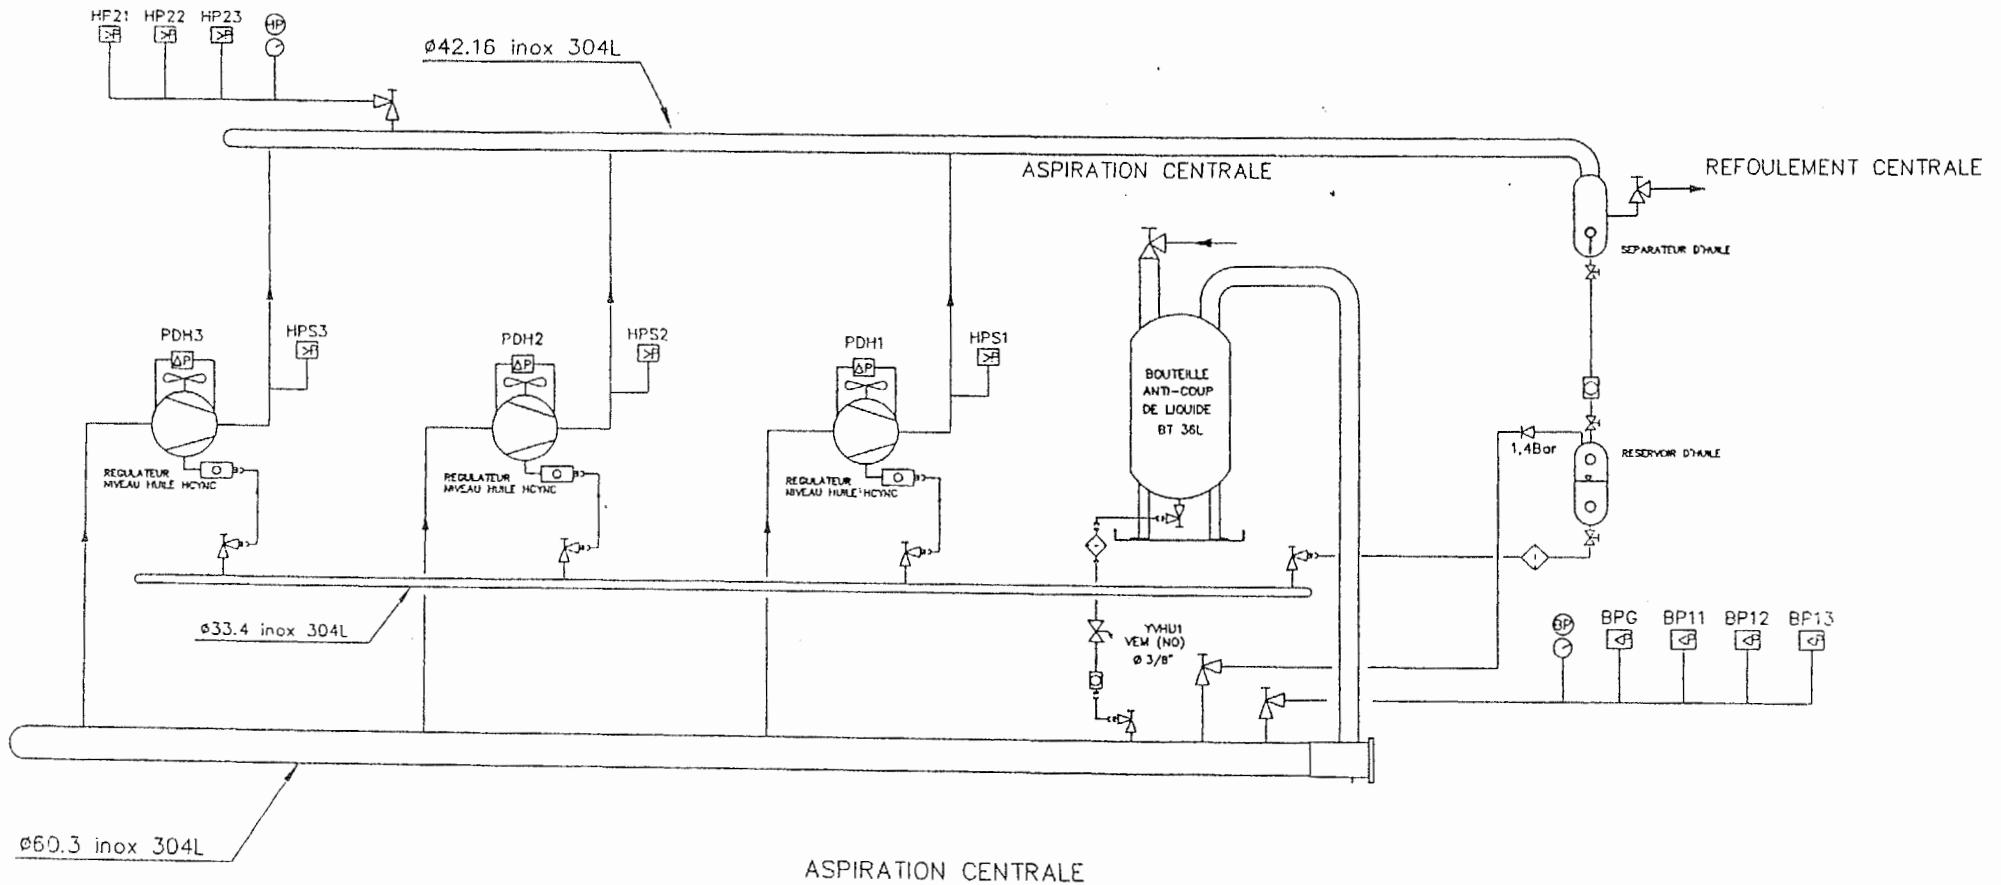 HP21 HP22 HP23 HP
Ø42.16 inox 304L
ASPIRATION CENTRALE
REFOULEMENT CENTRALE
SEPARATEUR D'HUILE
PDH3
HPS3
PDH2
HPS2
PDH1
HPS1
ΔP
ΔP
ΔP
BOUTEILLE
ANTI-COUP
DE LIQUIDE
BT 36L
1,4Bar
RESERVOIR D'HUILE
REGULATEUR
NIVEAU HUILE HCYNC
REGULATEUR
NIVEAU HUILE HCYNC
REGULATEUR
NIVEAU HUILE HCYNC
Ø33.4 inox 304L
YVHU1
VEM (NO)
Ø 3/8"
BP BPG BP11 BP12 BP13
Ø60.3 inox 304L
ASPIRATION CENTRALE